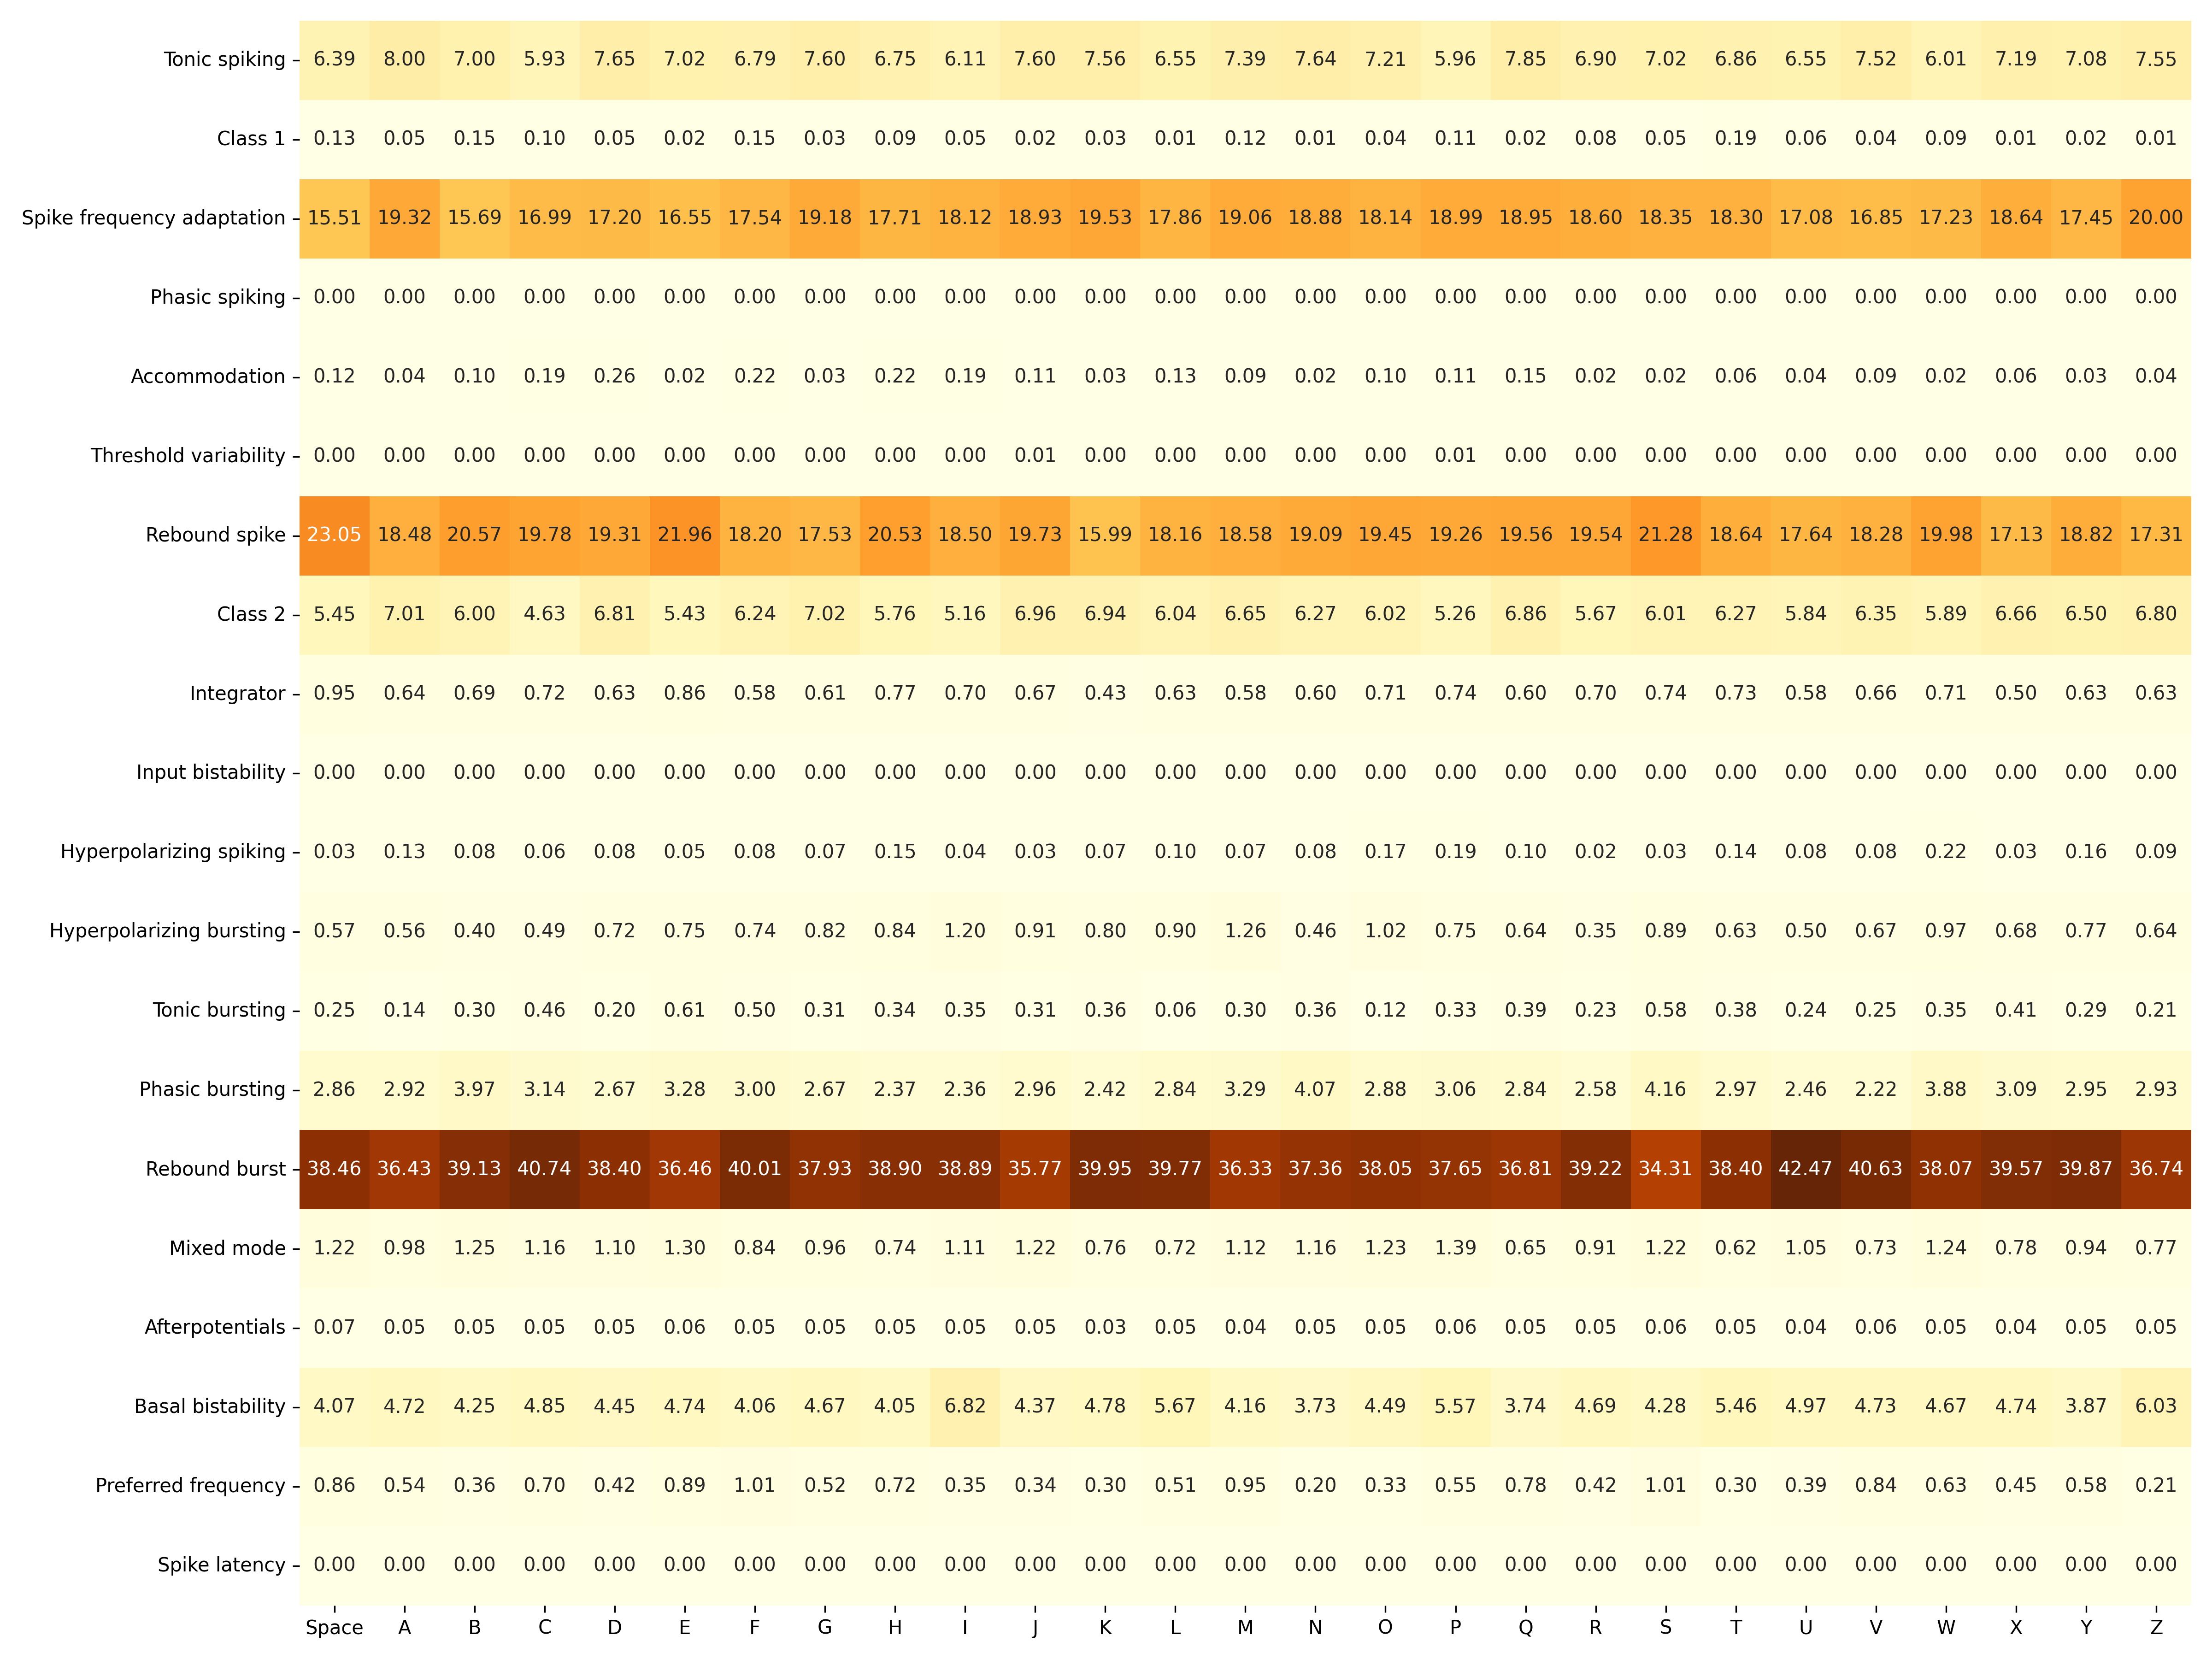 Tonic spiking 6.39 8.00 7.00 5.93 7.65 7.02 6.79 7.60 6.75 6.11 7.60 7.56 6.55 7.39 7.64 7.21 5.96 7.85 6.90 7.02 6.86 6.55 7.52 6.01 7.19 7.08 7.55
Class 1 0.13 0.05 0.15 0.10 0.05 0.02 0.15 0.03 0.09 0.05 0.02 0.03 0.01 0.12 0.01 0.04 0.11 0.02 0.08 0.05 0.19 0.06 0.04 0.09 0.01 0.02 0.01
Spike frequency adaptation 15.51 19.32 15.69 16.99 17.20 16.55 17.54 19.18 17.71 18.12 18.93 19.53 17.86 19.06 18.88 18.14 18.99 18.95 18.60 18.35 18.30 17.08 16.85 17.23 18.64 17.45 20.00
Phasic spiking 0.00 0.00 0.00 0.00 0.00 0.00 0.00 0.00 0.00 0.00 0.00 0.00 0.00 0.00 0.00 0.00 0.00 0.00 0.00 0.00 0.00 0.00 0.00 0.00 0.00 0.00 0.00
Accommodation 0.12 0.04 0.10 0.19 0.26 0.02 0.22 0.03 0.22 0.19 0.11 0.03 0.13 0.09 0.02 0.10 0.11 0.15 0.02 0.02 0.06 0.04 0.09 0.02 0.06 0.03 0.04
Threshold variability 0.00 0.00 0.00 0.00 0.00 0.00 0.00 0.00 0.00 0.00 0.01 0.00 0.00 0.00 0.00 0.00 0.01 0.00 0.00 0.00 0.00 0.00 0.00 0.00 0.00 0.00 0.00
Rebound spike 23.05 18.48 20.57 19.78 19.31 21.96 18.20 17.53 20.53 18.50 19.73 15.99 18.16 18.58 19.09 19.45 19.26 19.56 19.54 21.28 18.64 17.64 18.28 19.98 17.13 18.82 17.31
Class 2 5.45 7.01 6.00 4.63 6.81 5.43 6.24 7.02 5.76 5.16 6.96 6.94 6.04 6.65 6.27 6.02 5.26 6.86 5.67 6.01 6.27 5.84 6.35 5.89 6.66 6.50 6.80
Integrator 0.95 0.64 0.69 0.72 0.63 0.86 0.58 0.61 0.77 0.70 0.67 0.43 0.63 0.58 0.60 0.71 0.74 0.60 0.70 0.74 0.73 0.58 0.66 0.71 0.50 0.63 0.63
Input bistability 0.00 0.00 0.00 0.00 0.00 0.00 0.00 0.00 0.00 0.00 0.00 0.00 0.00 0.00 0.00 0.00 0.00 0.00 0.00 0.00 0.00 0.00 0.00 0.00 0.00 0.00 0.00
Hyperpolarizing spiking 0.03 0.13 0.08 0.06 0.08 0.05 0.08 0.07 0.15 0.04 0.03 0.07 0.10 0.07 0.08 0.17 0.19 0.10 0.02 0.03 0.14 0.08 0.08 0.22 0.03 0.16 0.09
Hyperpolarizing bursting 0.57 0.56 0.40 0.49 0.72 0.75 0.74 0.82 0.84 1.20 0.91 0.80 0.90 1.26 0.46 1.02 0.75 0.64 0.35 0.89 0.63 0.50 0.67 0.97 0.68 0.77 0.64
Tonic bursting 0.25 0.14 0.30 0.46 0.20 0.61 0.50 0.31 0.34 0.35 0.31 0.36 0.06 0.30 0.36 0.12 0.33 0.39 0.23 0.58 0.38 0.24 0.25 0.35 0.41 0.29 0.21
Phasic bursting 2.86 2.92 3.97 3.14 2.67 3.28 3.00 2.67 2.37 2.36 2.96 2.42 2.84 3.29 4.07 2.88 3.06 2.84 2.58 4.16 2.97 2.46 2.22 3.88 3.09 2.95 2.93
Rebound burst 38.46 36.43 39.13 40.74 38.40 36.46 40.01 37.93 38.90 38.89 35.77 39.95 39.77 36.33 37.36 38.05 37.65 36.81 39.22 34.31 38.40 42.47 40.63 38.07 39.57 39.87 36.74
Mixed mode 1.22 0.98 1.25 1.16 1.10 1.30 0.84 0.96 0.74 1.11 1.22 0.76 0.72 1.12 1.16 1.23 1.39 0.65 0.91 1.22 0.62 1.05 0.73 1.24 0.78 0.94 0.77
Afterpotentials 0.07 0.05 0.05 0.05 0.05 0.06 0.05 0.05 0.05 0.05 0.05 0.03 0.05 0.04 0.05 0.05 0.06 0.05 0.05 0.06 0.05 0.04 0.06 0.05 0.04 0.05 0.05
Basal bistability 4.07 4.72 4.25 4.85 4.45 4.74 4.06 4.67 4.05 6.82 4.37 4.78 5.67 4.16 3.73 4.49 5.57 3.74 4.69 4.28 5.46 4.97 4.73 4.67 4.74 3.87 6.03
Preferred frequency 0.86 0.54 0.36 0.70 0.42 0.89 1.01 0.52 0.72 0.35 0.34 0.30 0.51 0.95 0.20 0.33 0.55 0.78 0.42 1.01 0.30 0.39 0.84 0.63 0.45 0.58 0.21
Spike latency 0.00 0.00 0.00 0.00 0.00 0.00 0.00 0.00 0.00 0.00 0.00 0.00 0.00 0.00 0.00 0.00 0.00 0.00 0.00 0.00 0.00 0.00 0.00 0.00 0.00 0.00 0.00
Space A B C D E F G H I J K L M N O P Q R S T U V W X Y Z